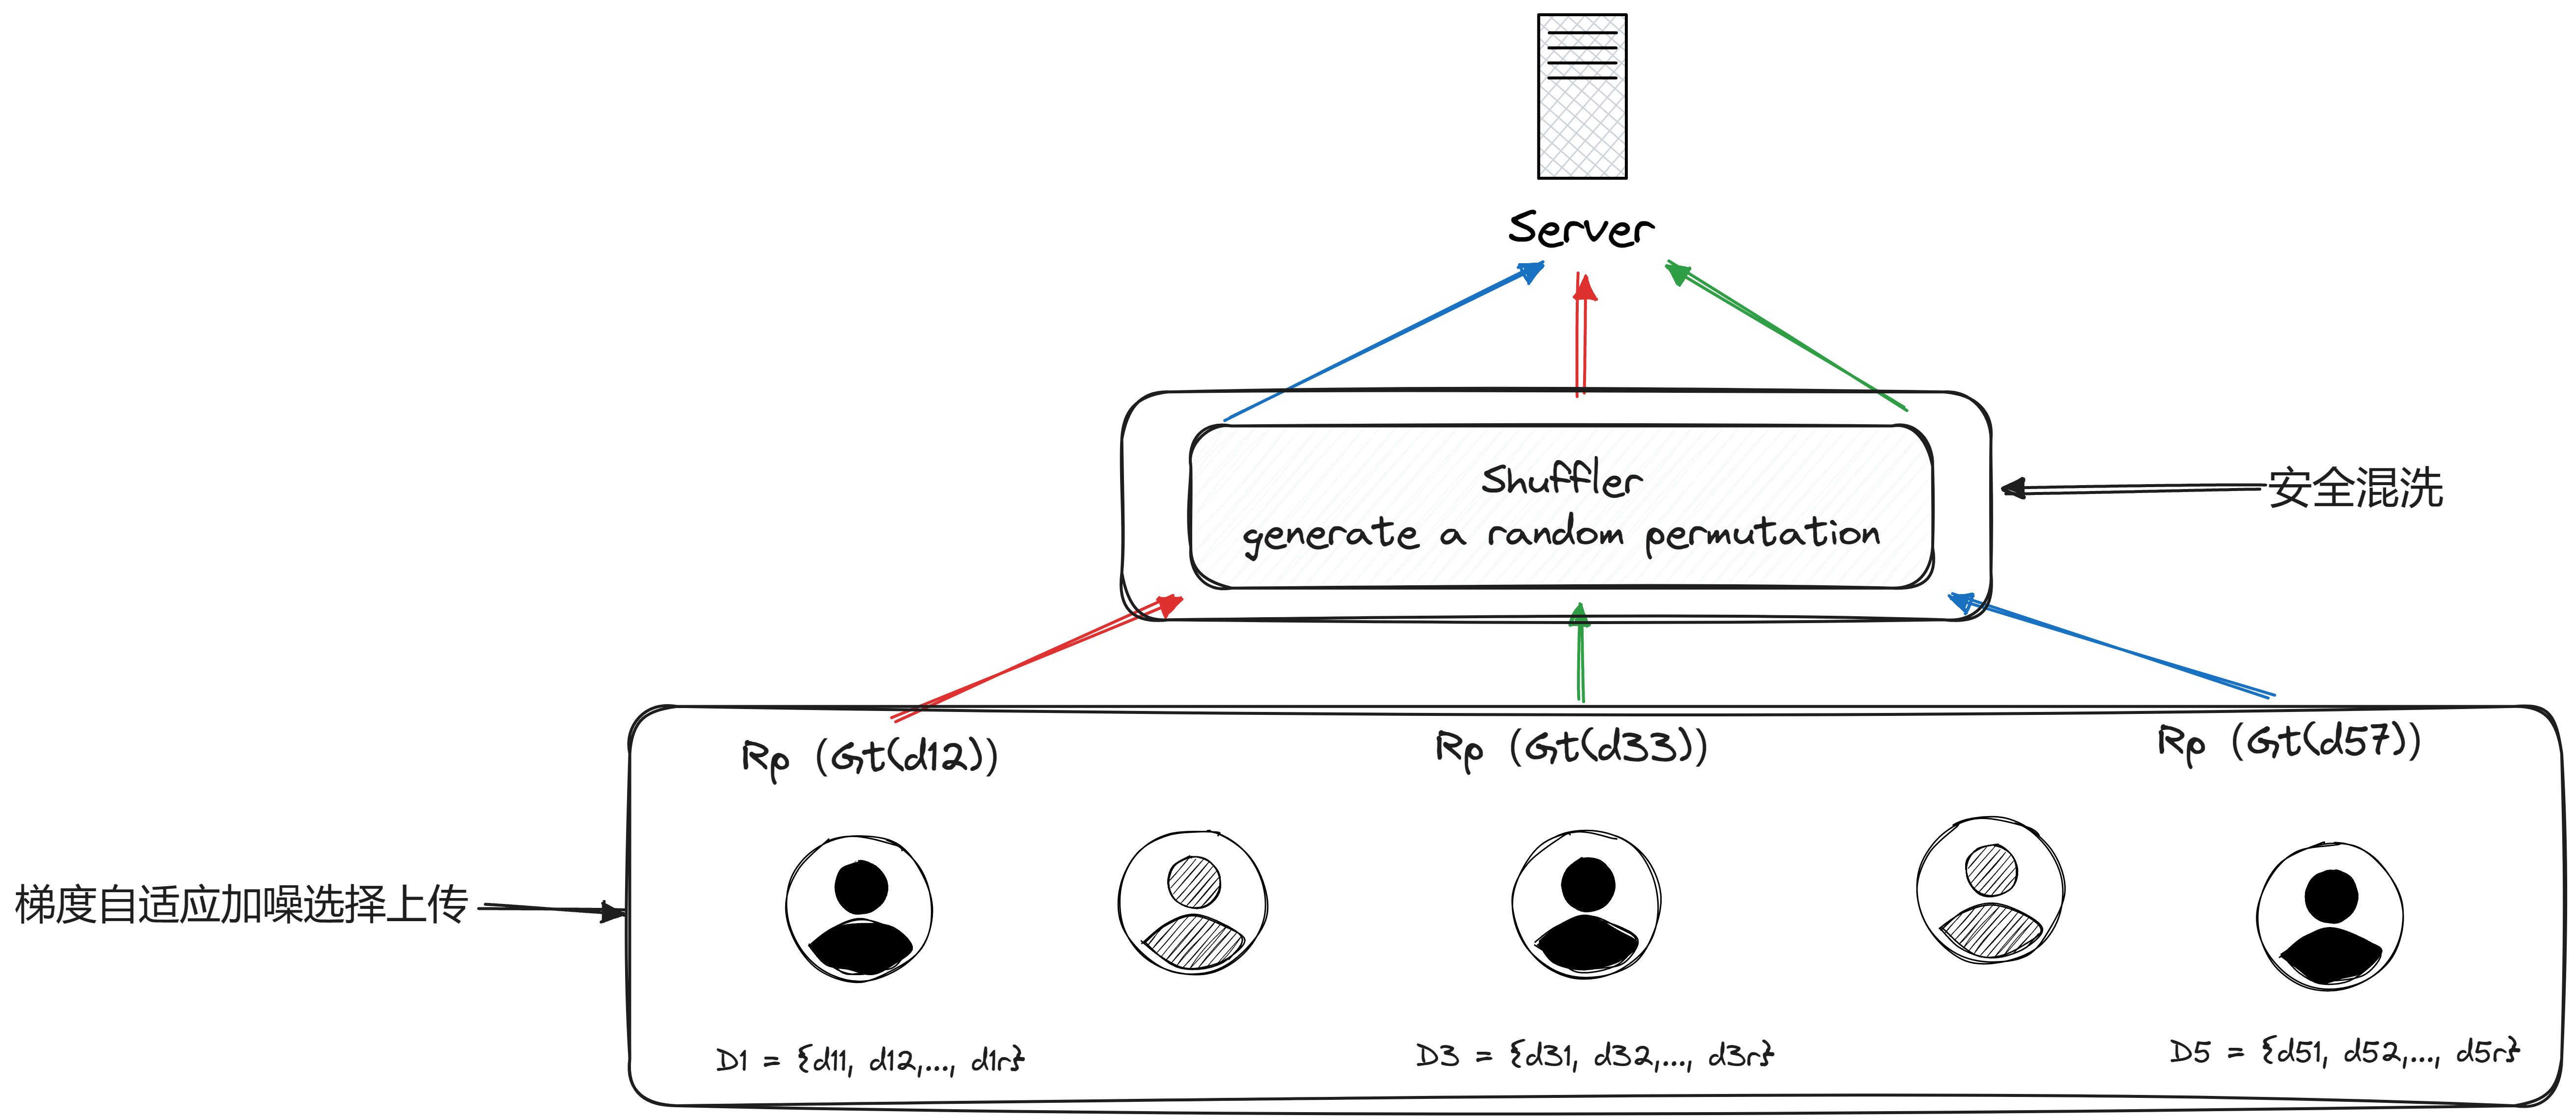 Server
Shuffler
generate a random permutation
安全混洗
Rp (Gt(d12))
Rp (Gt(d33))
Rp (Gt(d57))
梯度自适应加噪选择上传
D1 = {d11, d12,..., d1r}
D3 = {d31, d32,..., d3r}
D5 = {d51, d52,..., d5r}